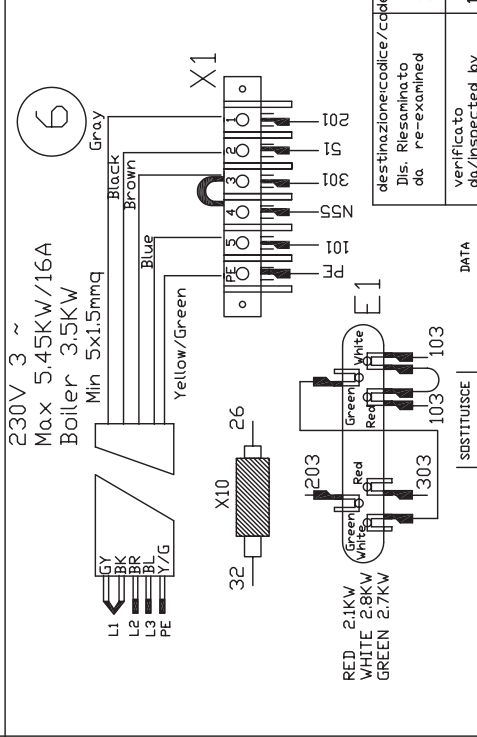 230V 3 ~
Max 5.45KW/16A
Boiler 3.5KW
Min 5x1.5mmq
6
Gray
Black
Brown
Blue
Yellow/Green
GY
BK
BR
BL
Y/G
L1
L2
L3
PE
X1
1
2
3
4
5
PE
201
51
301
N55
101
PE
X10
32
26
E1
203
303
103
103
Green
White
Red
Green
Red
White
RED 2.1KW
WHITE 2.8KW
GREEN 2.7KW
destinazione:codice/code
Dis. Riesaminato
da re-examined
verificato
da/inspected by
DATA
SOSTITUISCE